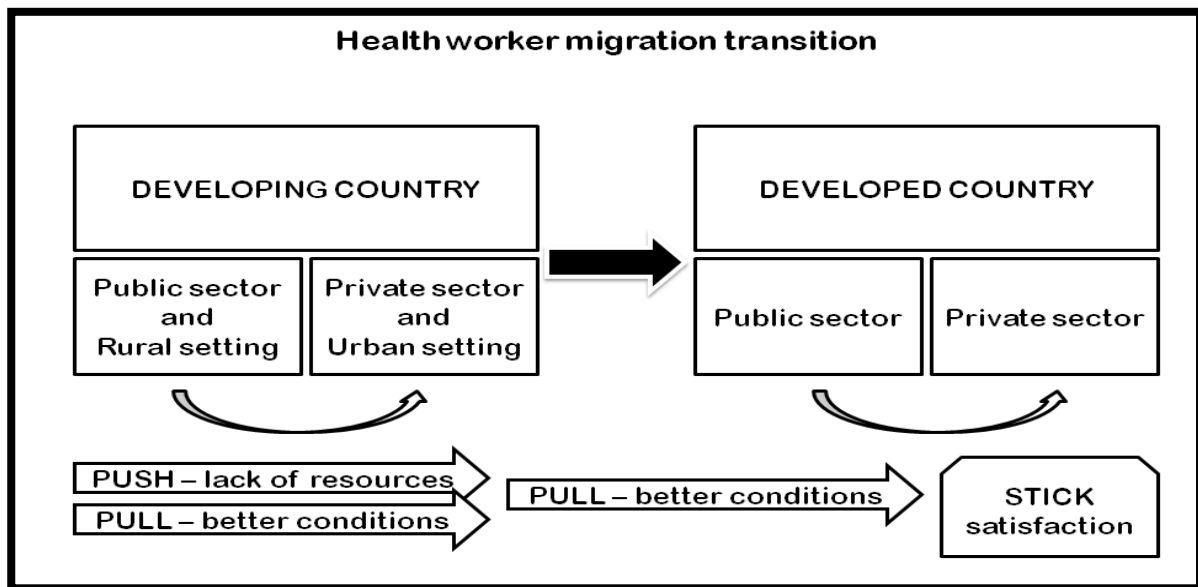 Health worker migration transition
DEVELOPING COUNTRY
Public sector
and
Rural setting
Private sector
and
Urban setting
DEVELOPED COUNTRY
Public sector
Private sector
PUSH – lack of resources
PULL – better conditions
PULL – better conditions
STICK
satisfaction